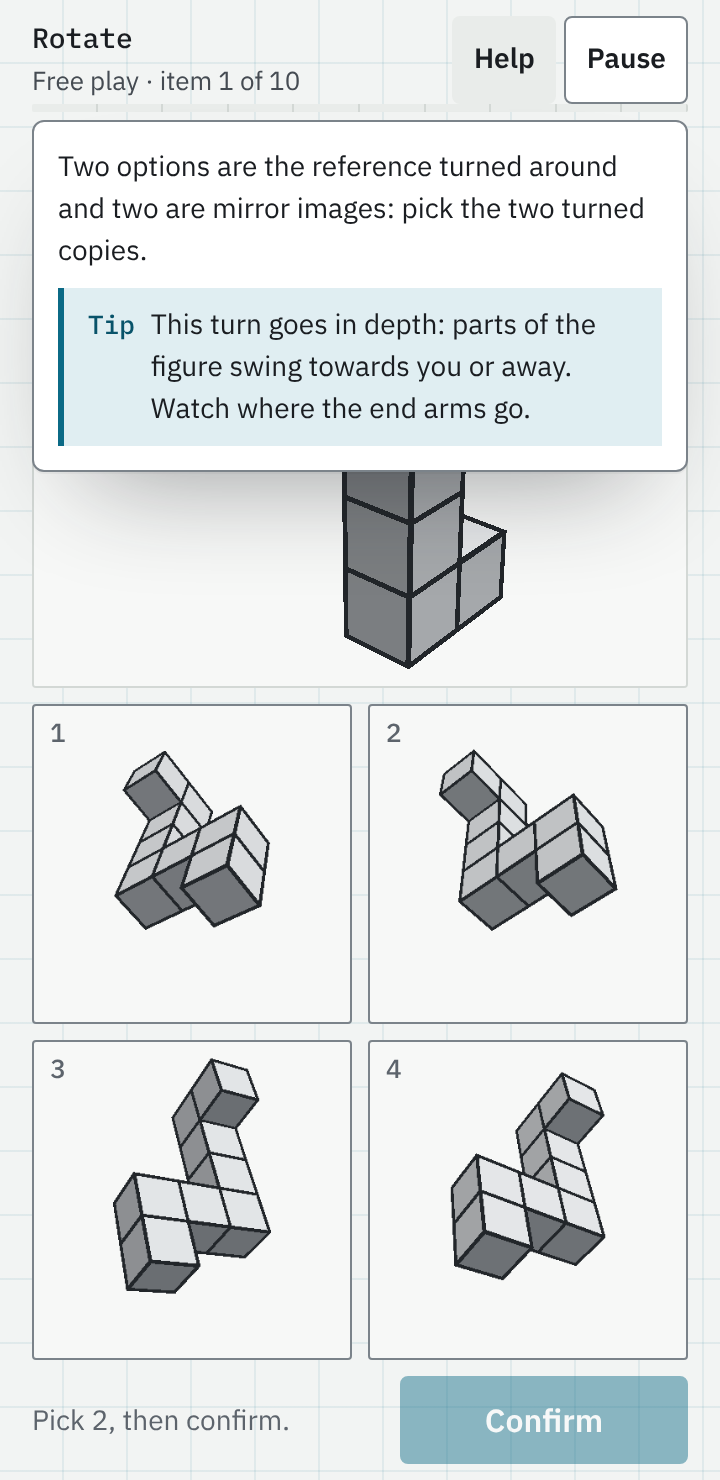 Rotate
Free play · item 1 of 10
Help
Pause
Two options are the reference turned around
and two are mirror images: pick the two turned
copies.
Tip This turn goes in depth: parts of the
figure swing towards you or away.
Watch where the end arms go.
1
2
3
4
Pick 2, then confirm.
Confirm